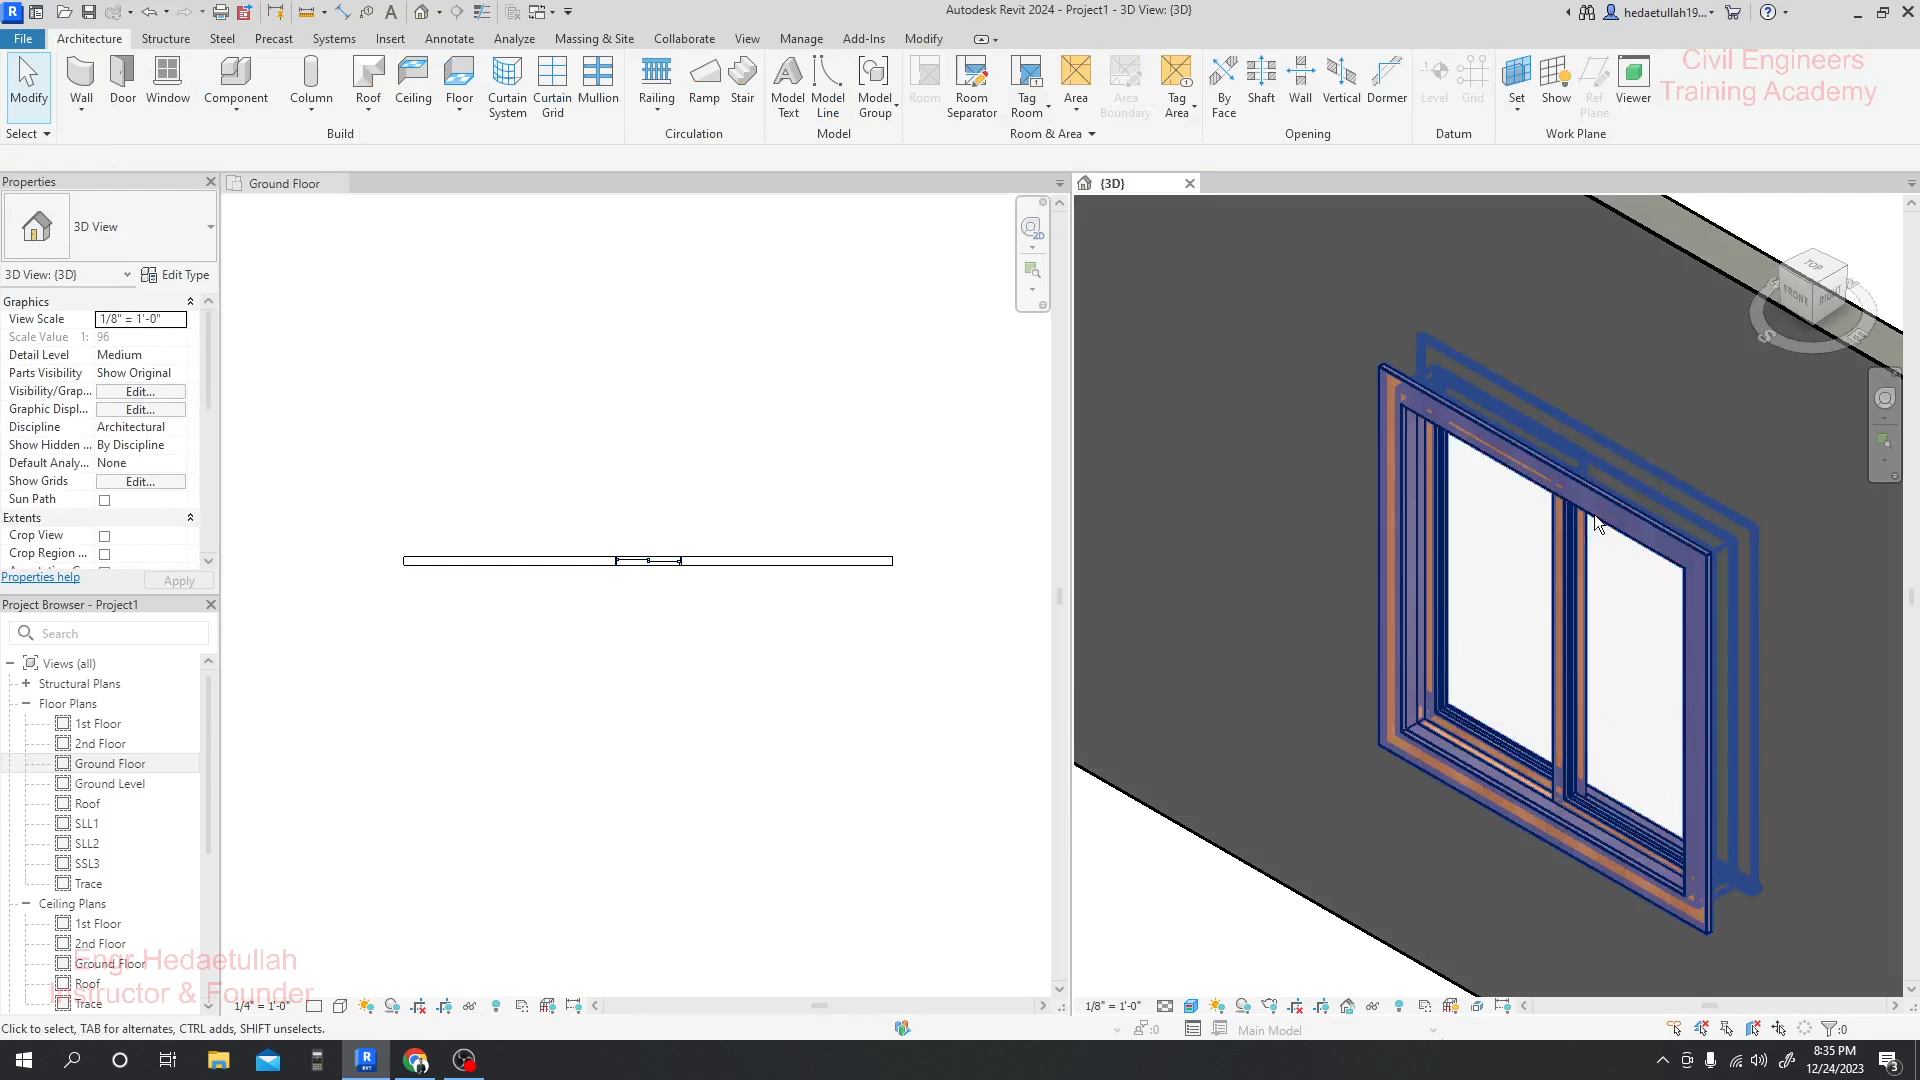 Autodesk Revit 2024 - Project1 - 3D View: {3D}
hedaetullah19...
File Architecture Structure Steel Precast Systems Insert Annotate Analyze Massing & Site Collaborate View Manage Add-Ins Modify
Modify Wall Door Window Component Column Roof Ceiling Floor Curtain System Curtain Grid Mullion Railing Ramp Stair Model Text Model Line Model Group Room Room Separator Tag Room Area Area Boundary Tag Area By Face Shaft Wall Vertical Dormer Level Grid Set Show Ref Plane Viewer
Civil Engineers
Training Academy
Select Build Circulation Model Room & Area Opening Datum Work Plane
Properties
Ground Floor
{3D}
3D View
3D View: {3D} Edit Type
Graphics
View Scale 1/8" = 1'-0"
Scale Value 1: 96
Detail Level Medium
Parts Visibility Show Original
Visibility/Grap... Edit...
Graphic Displ... Edit...
Discipline Architectural
Show Hidden ... By Discipline
Default Analy... None
Show Grids Edit...
Sun Path
Extents
Crop View
Crop Region ...
Properties help Apply
Project Browser - Project1
Search
Views (all)
Structural Plans
Floor Plans
1st Floor
2nd Floor
Ground Floor
Ground Level
Roof
SLL1
SLL2
SSL3
Trace
Ceiling Plans
1st Floor
2nd Floor
Ground Floor
Roof
Trace
Engr Hedaetullah
Instructor & Founder
2D
TOP
FRONT
RIGHT
S
E
1/4" = 1'-0"
1/8" = 1'-0"
Click to select, TAB for alternates, CTRL adds, SHIFT unselects.
:0
Main Model
:0
R
RVT
8:35 PM
12/24/2023
3